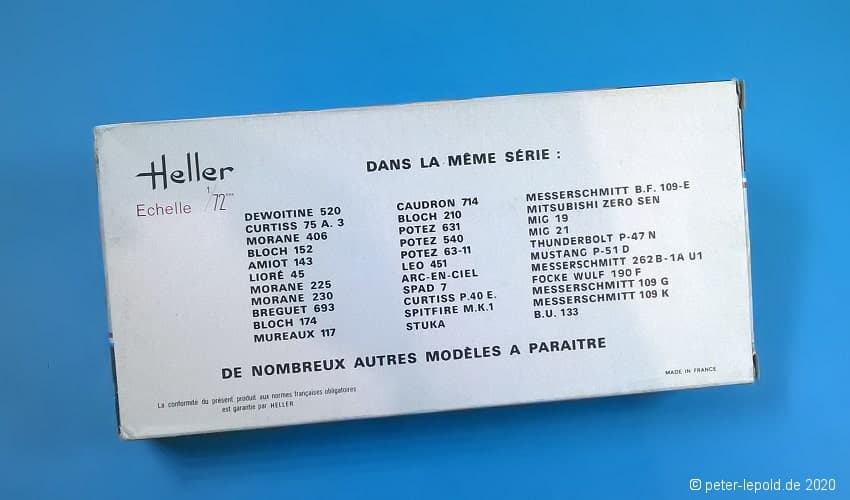 Heller
Echelle 1/72ème
DANS LA MÊME SÉRIE :
DEWOITINE 520
CURTISS 75 A. 3
MORANE 406
BLOCH 152
AMIOT 143
LIORÉ 45
MORANE 225
MORANE 230
BREGUET 693
BLOCH 174
MUREAUX 117
CAUDRON 714
BLOCH 210
POTEZ 631
POTEZ 540
POTEZ 63-11
LEO 451
ARC-EN-CIEL
SPAD 7
CURTISS P.40 E.
SPITFIRE M.K.1
STUKA
MESSERSCHMITT B.F. 109-E
MITSUBISHI ZERO SEN
MIG 19
MIG 21
THUNDERBOLT P-47 N
MUSTANG P-51 D
MESSERSCHMITT 262 B-1A U1
FOCKE WULF 190 F
MESSERSCHMITT 109 G
MESSERSCHMITT 109 K
B.U. 133
DE NOMBREUX AUTRES MODÈLES A PARAITRE
La conformité du présent produit aux normes françaises obligatoires
est garantie par HELLER
MADE IN FRANCE
© peter-lepold.de 2020